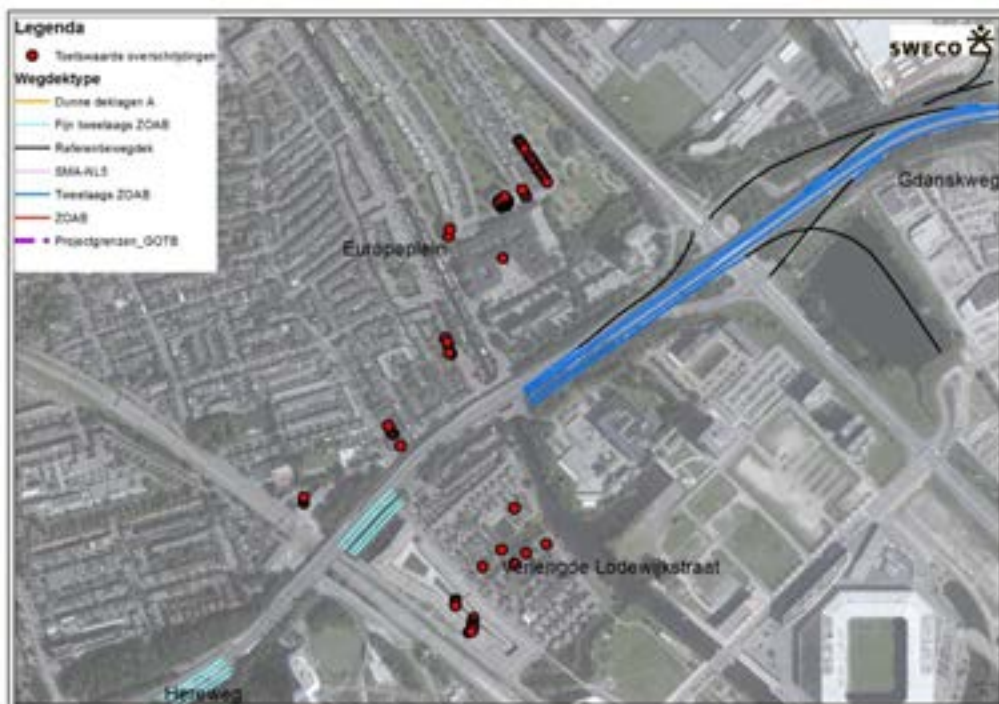 Legenda
Toetswaarde overschrijdingen
Wegdektype
Dunne deklagen A
Fijn tweelaags ZOAB
Referentiewegdek
SMA-NL5
Tweelaags ZOAB
ZOAB
Projectgrenzen_GOTB
SWECO
Gdanskweg
Europaplein
Verlengde Lodewijkstraat
Hereweg